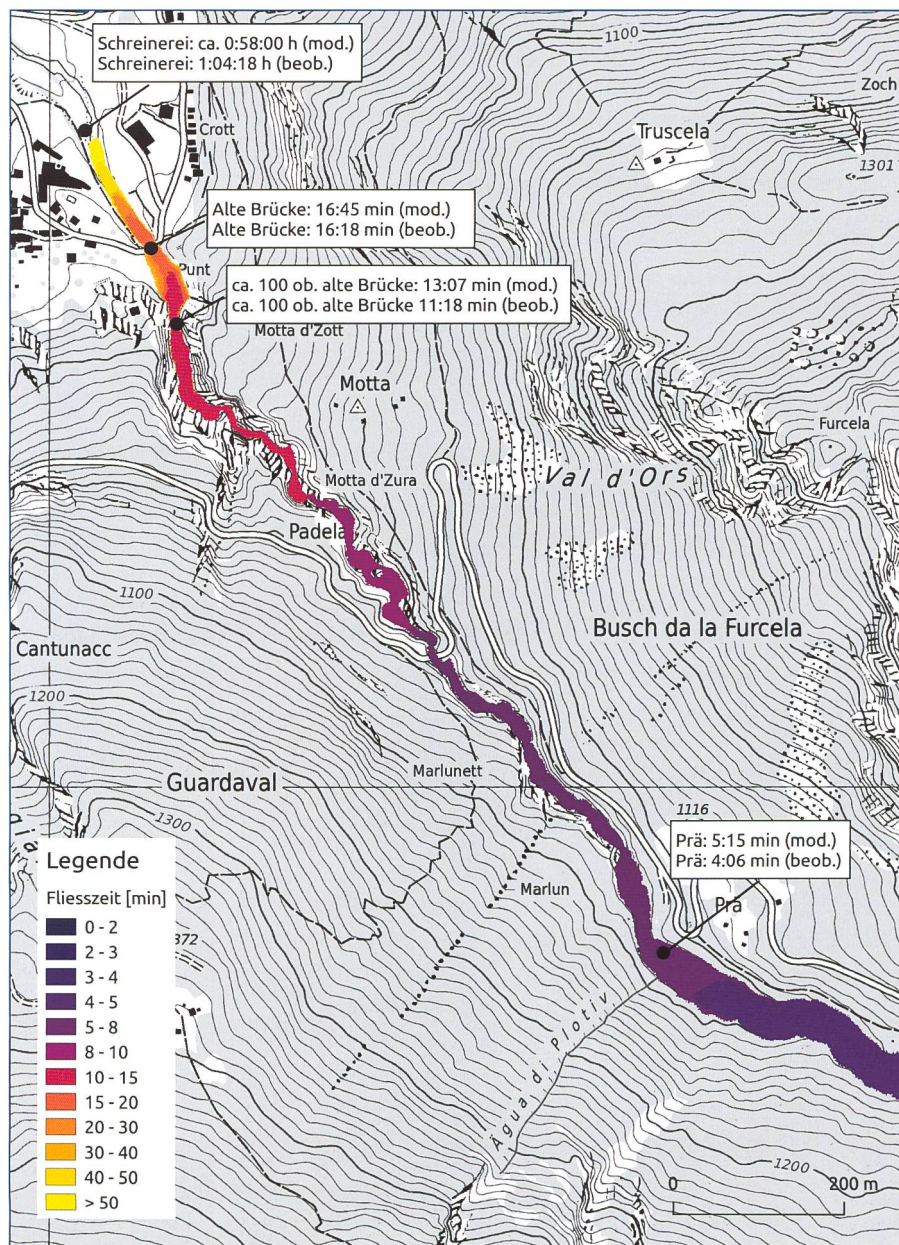 Schreinerei: ca. 0:58:00 h (mod.)
Schreinerei: 1:04:18 h (beob.)
1100
Zoch
Crott
Truscela
1301
Alte Brücke: 16:45 min (mod.)
Alte Brücke: 16:18 min (beob.)
Punt
ca. 100 ob. alte Brücke: 13:07 min (mod.)
ca. 100 ob. alte Brücke 11:18 min (beob.)
Motta d'Zott
Motta
Furcela
Val d'Ors
Motta d'Zura
Padela
1100
Busch da la Furcela
Cantunacc
1200
Marlunett
Guardaval
1116
1300
Prä: 5:15 min (mod.)
Prä: 4:06 min (beob.)
Marlun
Prä
Legende
Fliesszeit [min]
0 - 2
372
2 - 3
3 - 4
4 - 5
5 - 8
8 - 10
10 - 15
15 - 20
20 - 30
30 - 40
40 - 50
> 50
Ägua d. Plotiv
1200
0 200 m